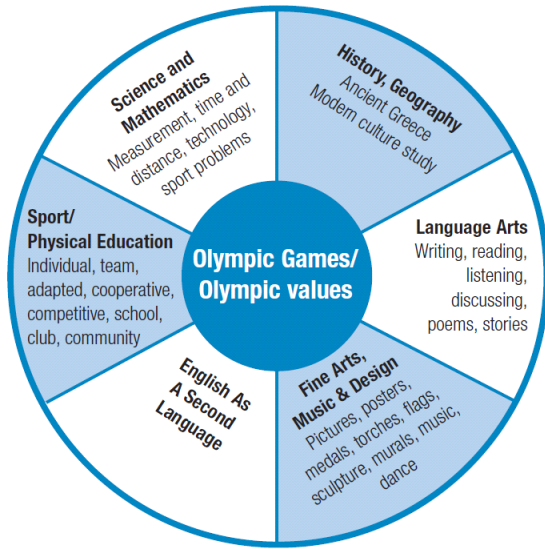 Science and
Mathematics
Measurement, time and
distance, technology,
sport problems
History, Geography
Ancient Greece
Modern culture study
Sport/
Physical Education
Individual, team,
adapted, cooperative,
competitive, school,
club, community
Olympic Games/
Olympic values
Language Arts
Writing, reading,
listening,
discussing,
poems, stories
English As
A Second
Language
Fine Arts,
Music & Design
Pictures, posters,
medals, torches, flags,
sculpture, murals, music,
dance